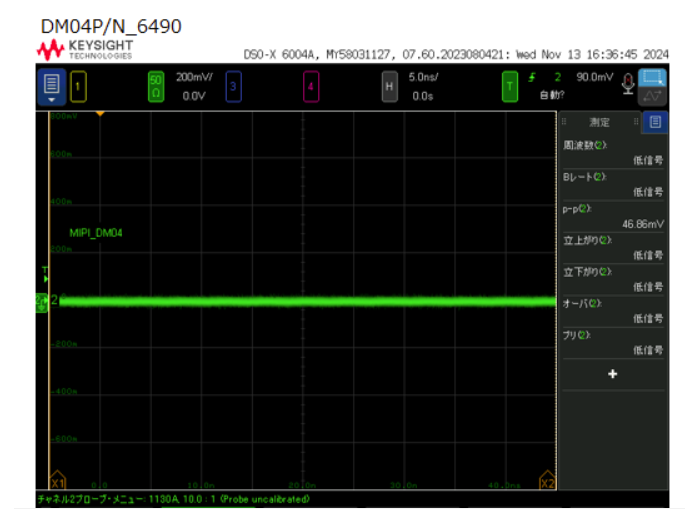 DM04P/N_6490
KEYSIGHT
TECHNOLOGIES
DSO-X 6004A, MY58031127, 07.60.2023080421: Wed Nov 13 16:36:45 2024
1
50 Ω
200mV/
0.0V
3
4
H
5.0ns/
0.0s
T
2
90.0mV
自動?
800mV
600m
400m
200m
-200m
-400m
-600m
MIPI_DM04
T
2
測定
周波数(2):
低信号
Bレート(2):
低信号
p-p(2):
46.86mV
立上がり(2):
低信号
立下がり(2):
低信号
オーバ(2):
低信号
プリ(2):
低信号
+
X1
0.0
10.0n
20.0n
30.0n
40.0ns
X2
チャネル2プローブ・メニュー: 1130A, 10.0 : 1 (Probe uncalibrated)